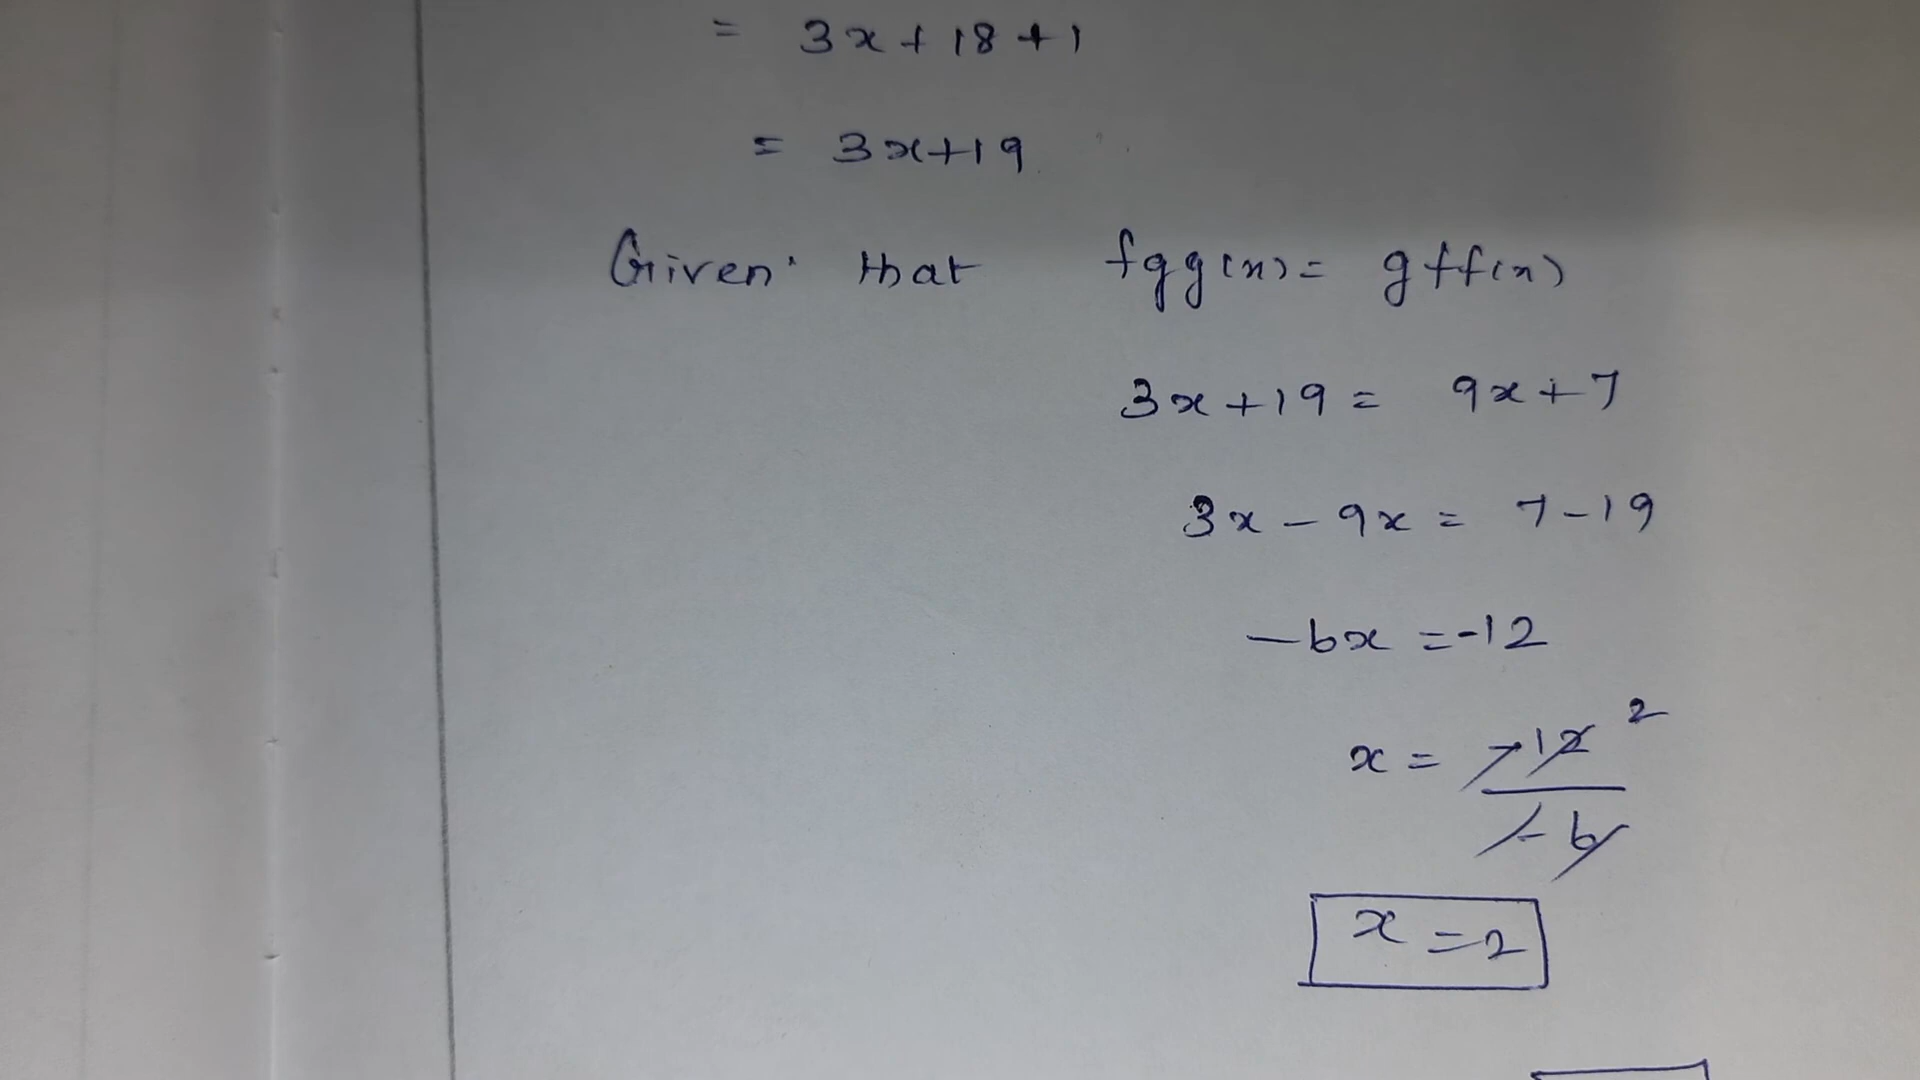 = 3x + 18 + 1
= 3x+19
Given that fgg(x) = gff(x)
3x + 19 = 9x + 7
3x - 9x = 7 - 19
-6x = -12
x = -12 2
-6
x = 2